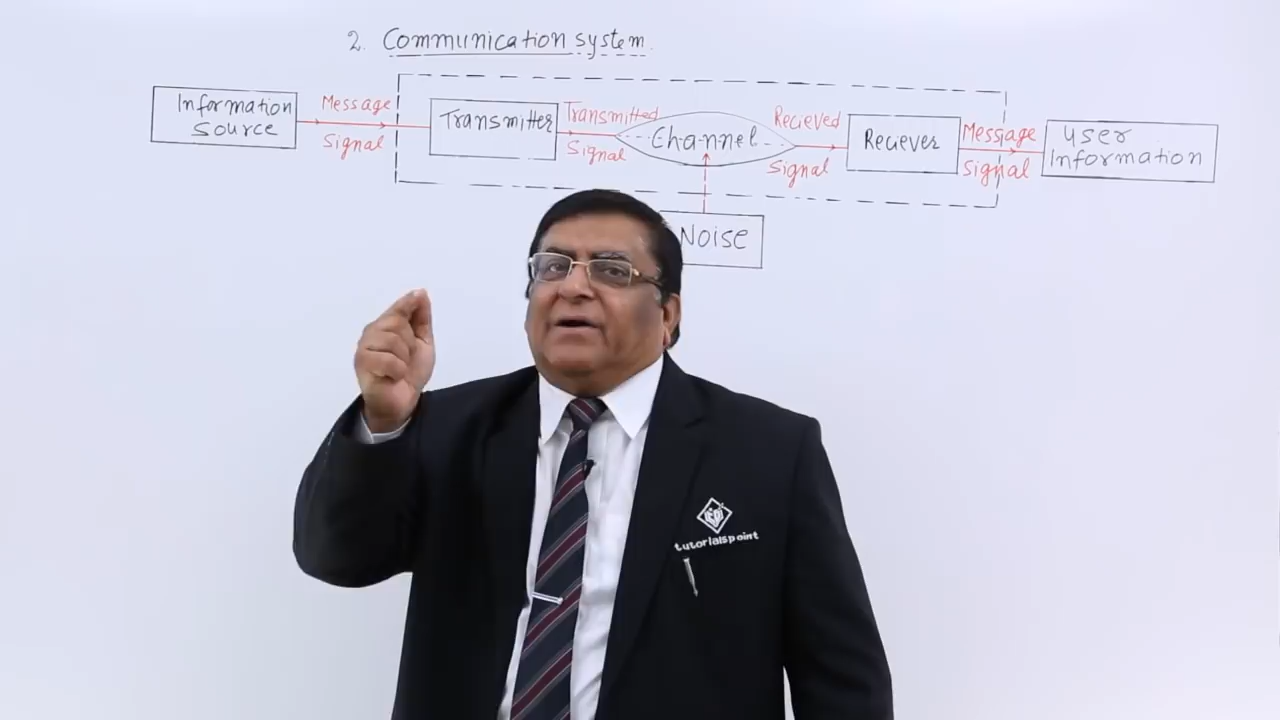 2. Communication system.
Information
Source
Message
Signal
Transmitter
Transmitted
Signal
Channel
Recieved
Signal
Reciever
Message
Signal
User
Information
Noise
tutorialspoint